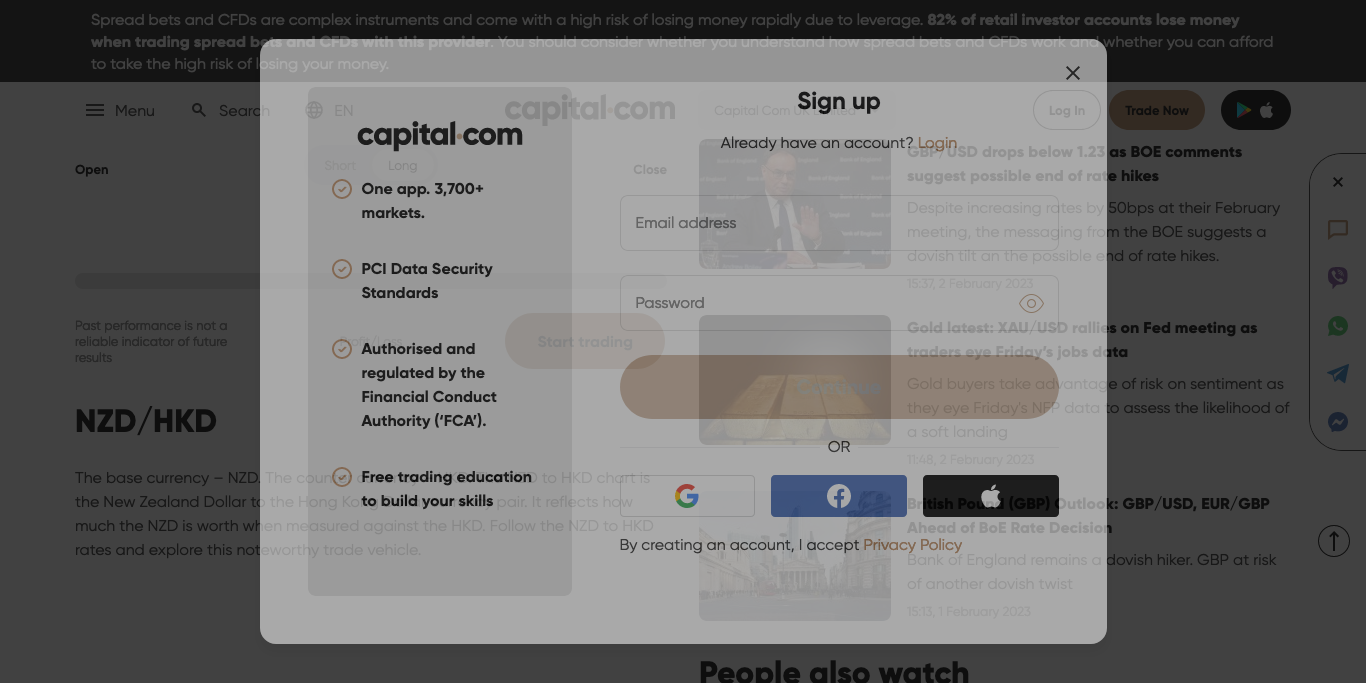 Spread bets and CFDs are complex instruments and come with a high risk of losing money rapidly due to leverage. 82% of retail investor accounts lose money
when trading spread bets and CFDs with this provider. You should consider whether you understand how spread bets and CFDs work and whether you can afford
to take the high risk of losing your money.
Menu
Search
EN
capital.com
Capital Com UK Limited
Log In
Trade Now
Open
Short
Long
Close
Past performance is not a
reliable indicator of future
results
Profit/Loss
Start trading
NZD/HKD
The base currency – NZD. The
to HKD chart is
the New Zealand Dollar to the Hong Kong
pair. It reflects how
much the NZD is worth when measured against the HKD. Follow the NZD to HKD
rates and explore this noteworthy trade vehicle.
capital.com
One app. 3,700+
markets.
PCI Data Security
Standards
Authorised and
regulated by the
Financial Conduct
Authority (‘FCA’).
Free trading education
to build your skills
Sign up
Already have an account? Login
Email address
Password
Continue
OR
By creating an account, I accept Privacy Policy
GBP/USD drops below 1.23 as BOE comments
suggest possible end of rate hikes
Despite increasing rates by 50bps at their February
meeting, the messaging from the BOE suggests a
dovish tilt an the possible end of rate hikes.
15:37, 2 February 2023
Gold latest: XAU/USD rallies on Fed meeting as
traders eye Friday’s jobs data
Gold buyers take advantage of risk on sentiment as
they eye Friday’s NFP data to assess the likelihood of
a soft landing
11:48, 2 February 2023
British Pound (GBP) Outlook: GBP/USD, EUR/GBP
Ahead of BoE Rate Decision
Bank of England remains a dovish hiker. GBP at risk
of another dovish twist
15:13, 1 February 2023
People also watch